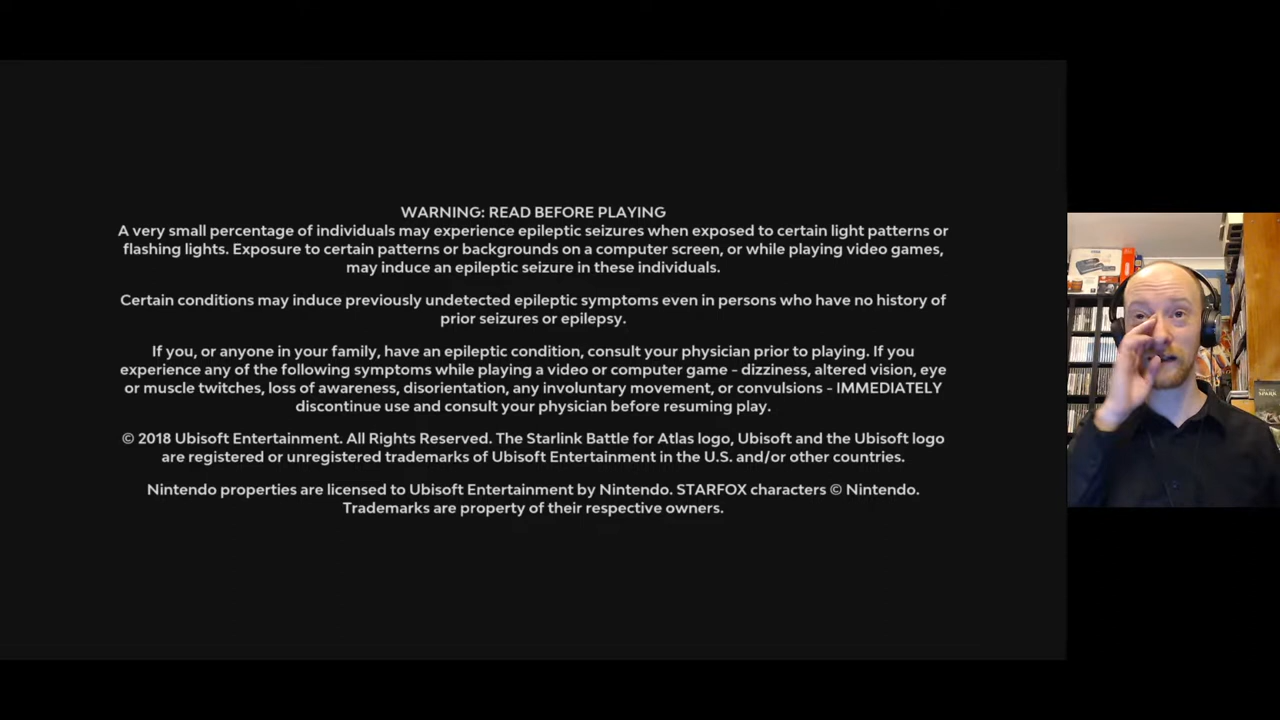 WARNING: READ BEFORE PLAYING
A very small percentage of individuals may experience epileptic seizures when exposed to certain light patterns or
flashing lights. Exposure to certain patterns or backgrounds on a computer screen, or while playing video games,
may induce an epileptic seizure in these individuals.
Certain conditions may induce previously undetected epileptic symptoms even in persons who have no history of
prior seizures or epilepsy.
If you, or anyone in your family, have an epileptic condition, consult your physician prior to playing. If you
experience any of the following symptoms while playing a video or computer game - dizziness, altered vision, eye
or muscle twitches, loss of awareness, disorientation, any involuntary movement, or convulsions - IMMEDIATELY
discontinue use and consult your physician before resuming play.
© 2018 Ubisoft Entertainment. All Rights Reserved. The Starlink Battle for Atlas logo, Ubisoft and the Ubisoft logo
are registered or unregistered trademarks of Ubisoft Entertainment in the U.S. and/or other countries.
Nintendo properties are licensed to Ubisoft Entertainment by Nintendo. STARFOX characters © Nintendo.
Trademarks are property of their respective owners.